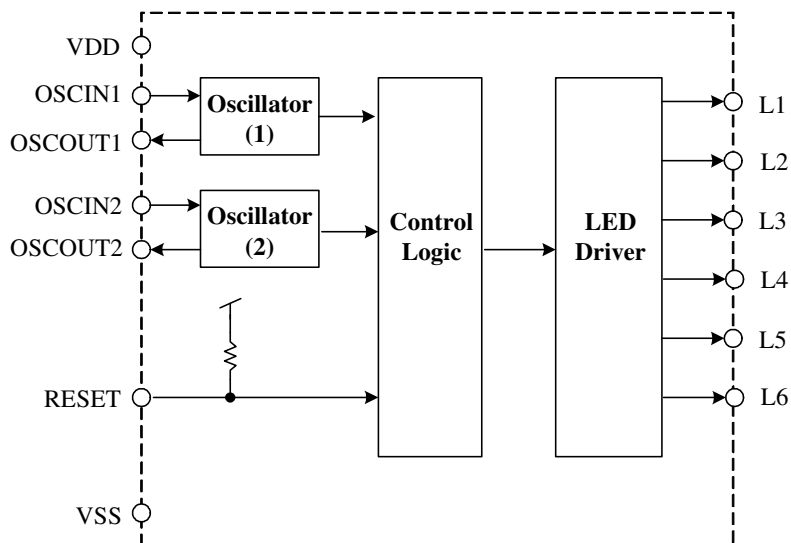 VDD
OSCIN1
OSCOUT1
OSCIN2
OSCOUT2
RESET
VSS
Oscillator
(1)
Oscillator
(2)
Control
Logic
LED
Driver
L1
L2
L3
L4
L5
L6